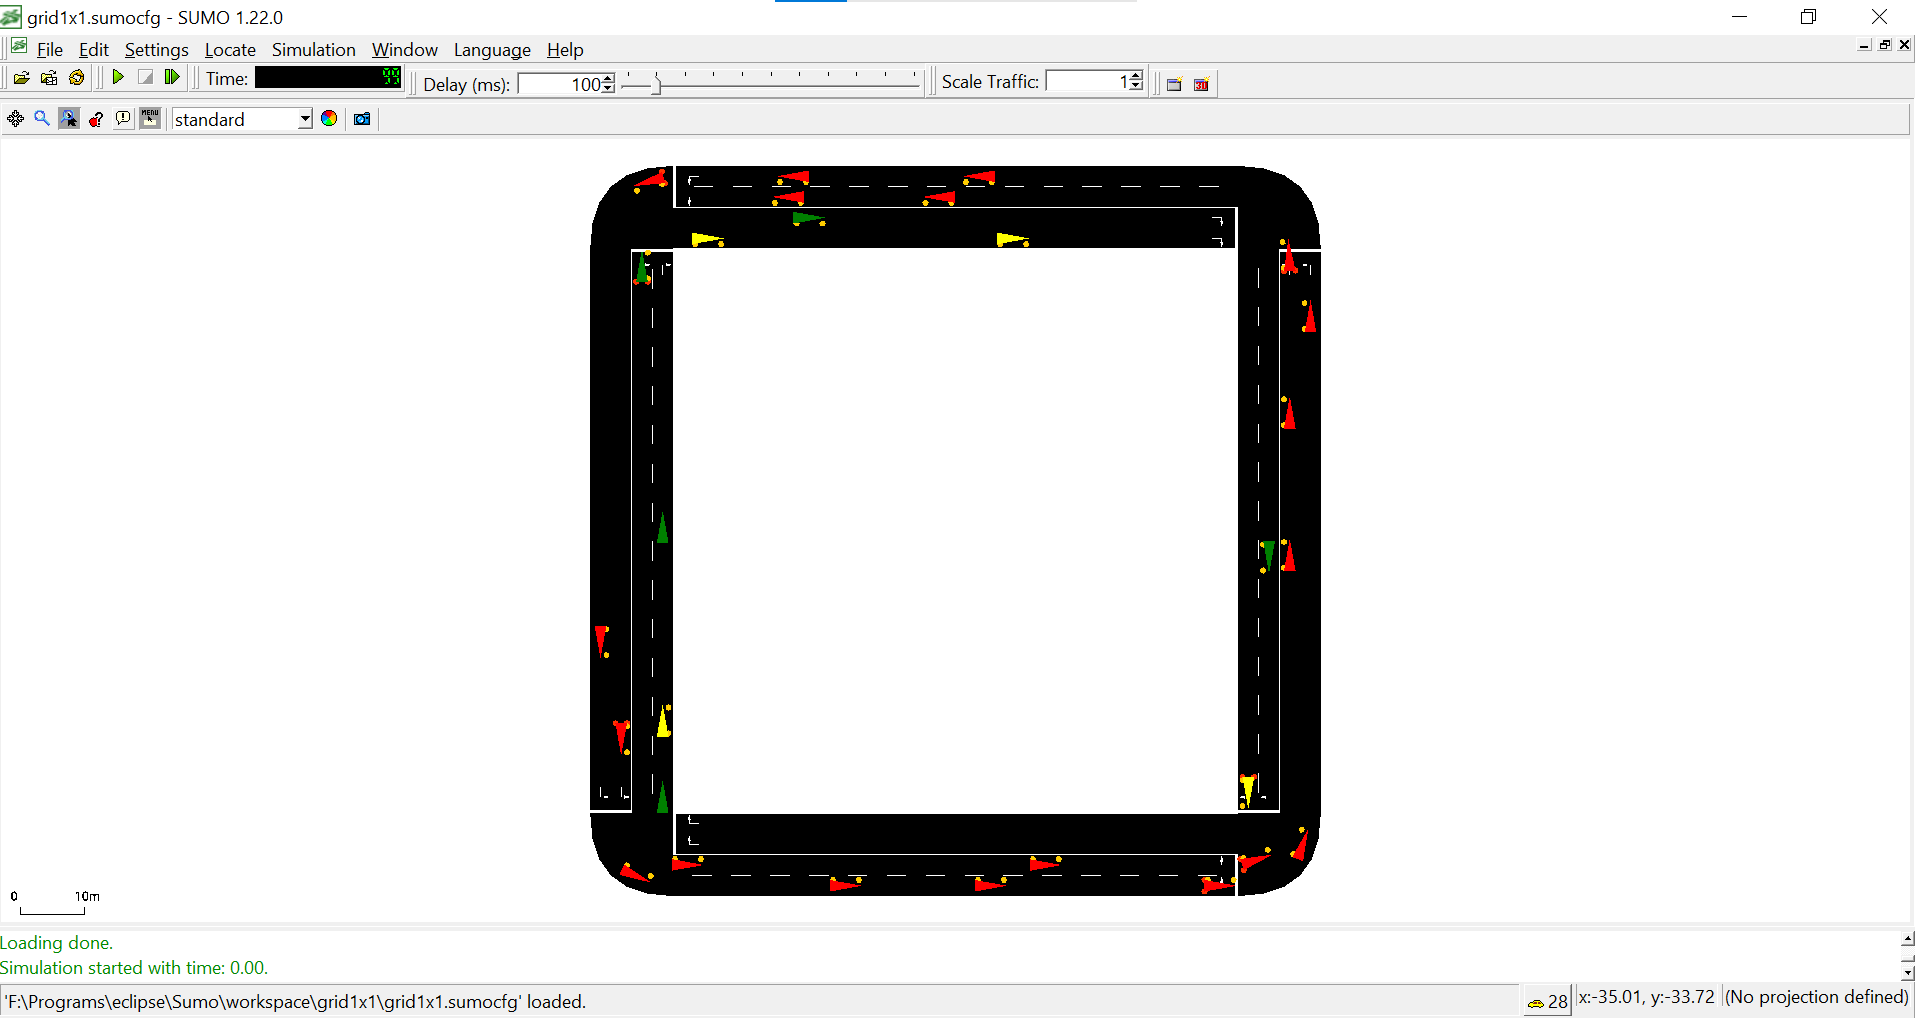 grid1x1.sumocfg - SUMO 1.22.0
File Edit Settings Locate Simulation Window Language Help
Time: 99 Delay (ms): 100 Scale Traffic: 1
MENU standard
0 10m
Loading done.
Simulation started with time: 0.00.
'F:\Programs\eclipse\Sumo\workspace\grid1x1\grid1x1.sumocfg' loaded. 28 x:-35.01, y:-33.72 (No projection defined)